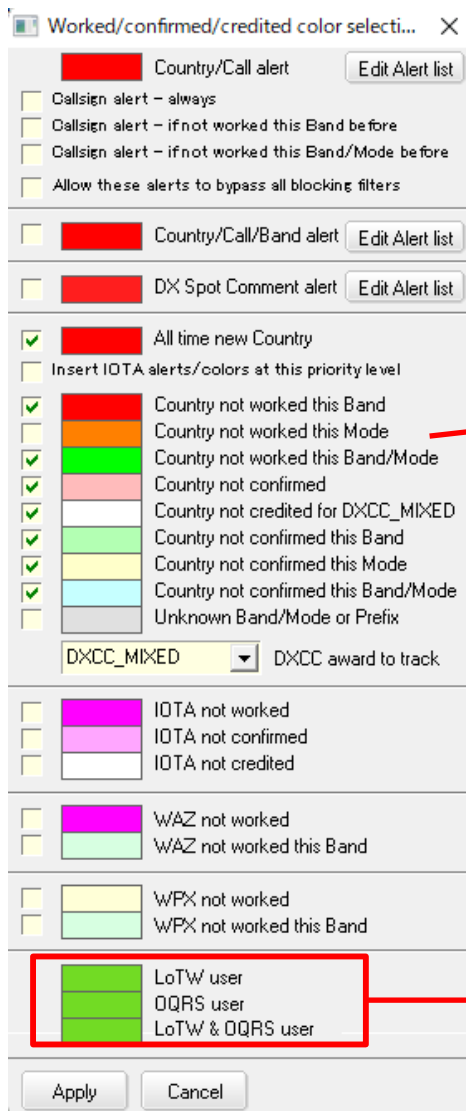 Worked/confirmed/credited color selecti...
Country/Call alert Edit Alert list
Callsign alert - always
Callsign alert - if not worked this Band before
Callsign alert - if not worked this Band/Mode before
Allow these alerts to bypass all blocking filters
Country/Call/Band alert Edit Alert list
DX Spot Comment alert Edit Alert list
All time new Country
Insert IOTA alerts/colors at this priority level
Country not worked this Band
Country not worked this Mode
Country not worked this Band/Mode
Country not confirmed
Country not credited for DXCC_MIXED
Country not confirmed this Band
Country not confirmed this Mode
Country not confirmed this Band/Mode
Unknown Band/Mode or Prefix
DXCC_MIXED DXCC award to track
IOTA not worked
IOTA not confirmed
IOTA not credited
WAZ not worked
WAZ not worked this Band
WPX not worked
WPX not worked this Band
LoTW user
OQRS user
LoTW & OQRS user
Apply Cancel